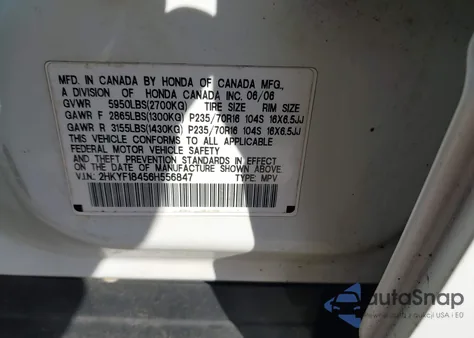 MFD. IN CANADA BY HONDA OF CANADA MFG.,
A DIVISION OF HONDA CANADA INC. 06/06
GVWR 5950LBS(2700KG) TIRE SIZE RIM SIZE
GAWR F 2865LBS(1300KG) P235/70R16 104S 16X6.5JJ
GAWR R 3155LBS(1430KG) P235/70R16 104S 16X6.5JJ
THIS VEHICLE CONFORMS TO ALL APPLICABLE
FEDERAL MOTOR VEHICLE SAFETY
AND THEFT PREVENTION STANDARDS IN EFFECT
ON THE DATE OF MANUFACTURE SHOWN ABOVE.
V.I.N.: 2HKYF18456H556847 TYPE: MPV
autoSnap
aukcji USA i EU